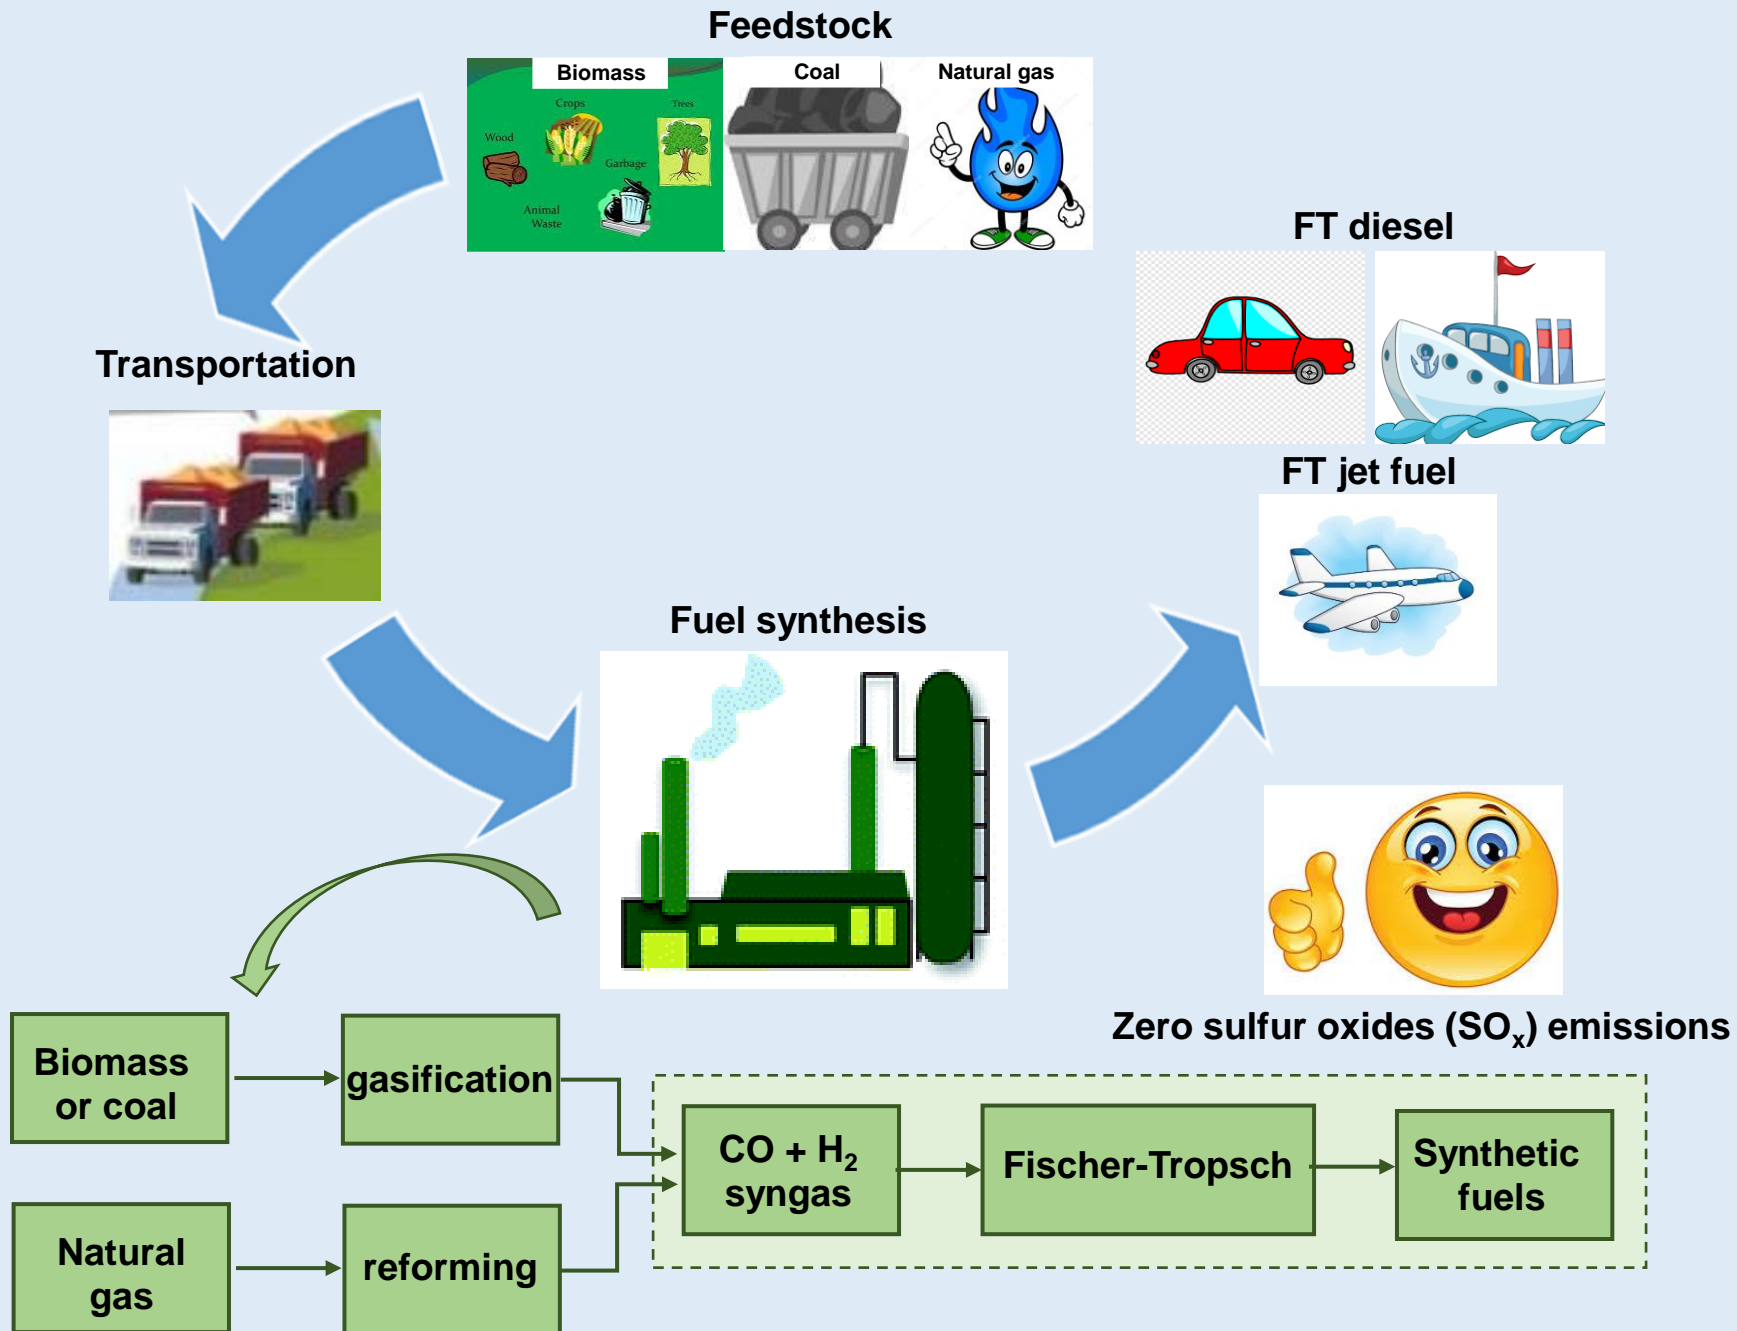 Feedstock
Biomass
Coal
Natural gas
Crops
Trees
Wood
Garbage
Animal
Waste
FT diesel
Transportation
FT jet fuel
Fuel synthesis
Zero sulfur oxides (SOₓ) emissions
Biomass
or coal
gasification
CO + H₂
syngas
Fischer-Tropsch
Synthetic
fuels
Natural
gas
reforming